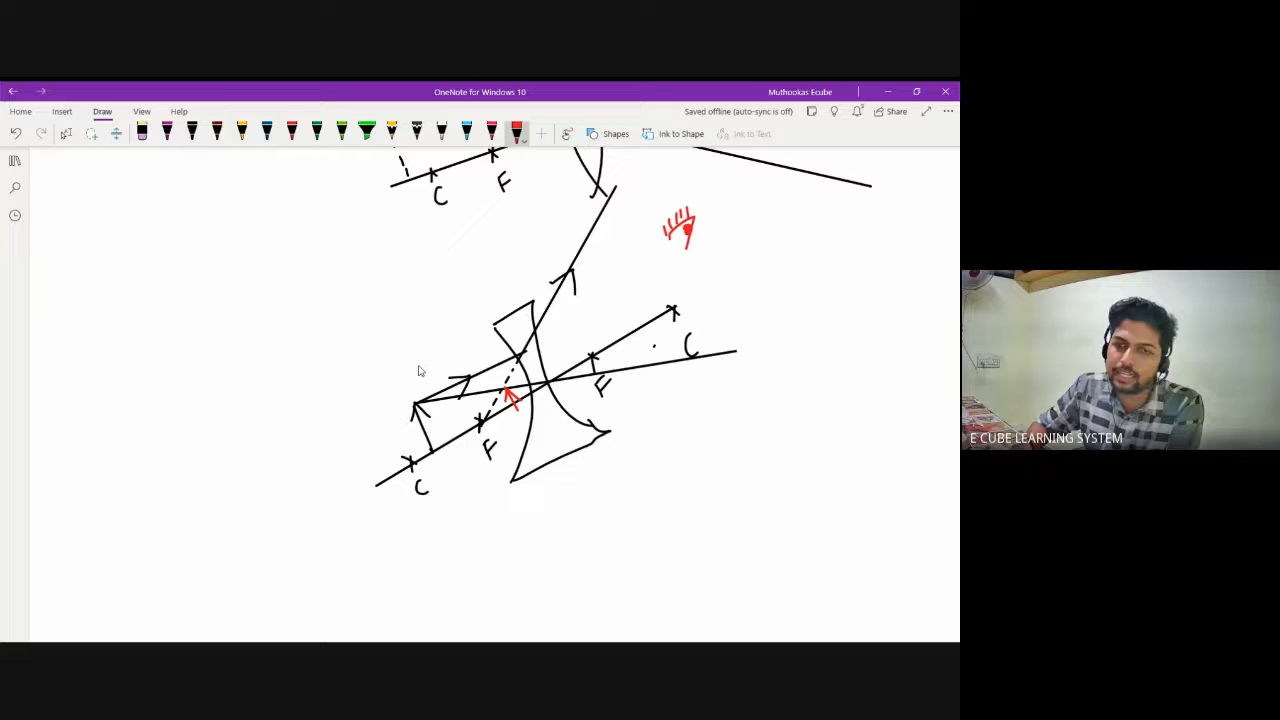 OneNote for Windows 10
Muthookas Ecube
Home Insert Draw View Help
Saved offline (auto-sync is off)
Share
Shapes
Ink to Shape
Ink to Text
C
F
C
F
F
C
E CUBE LEARNING SYSTEM